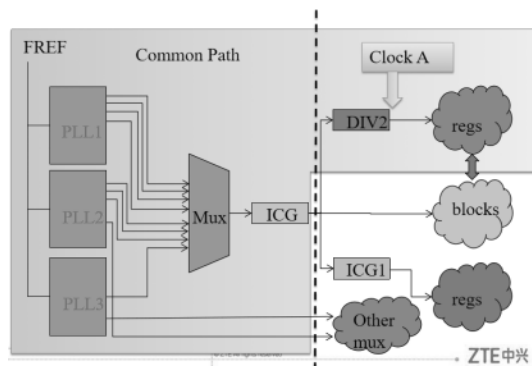 FREF
Common Path
Clock A
PLL1
DIV2
regs
PLL2
Mux
ICG
blocks
ICG1
PLL3
regs
Other
mux
ZTE中兴